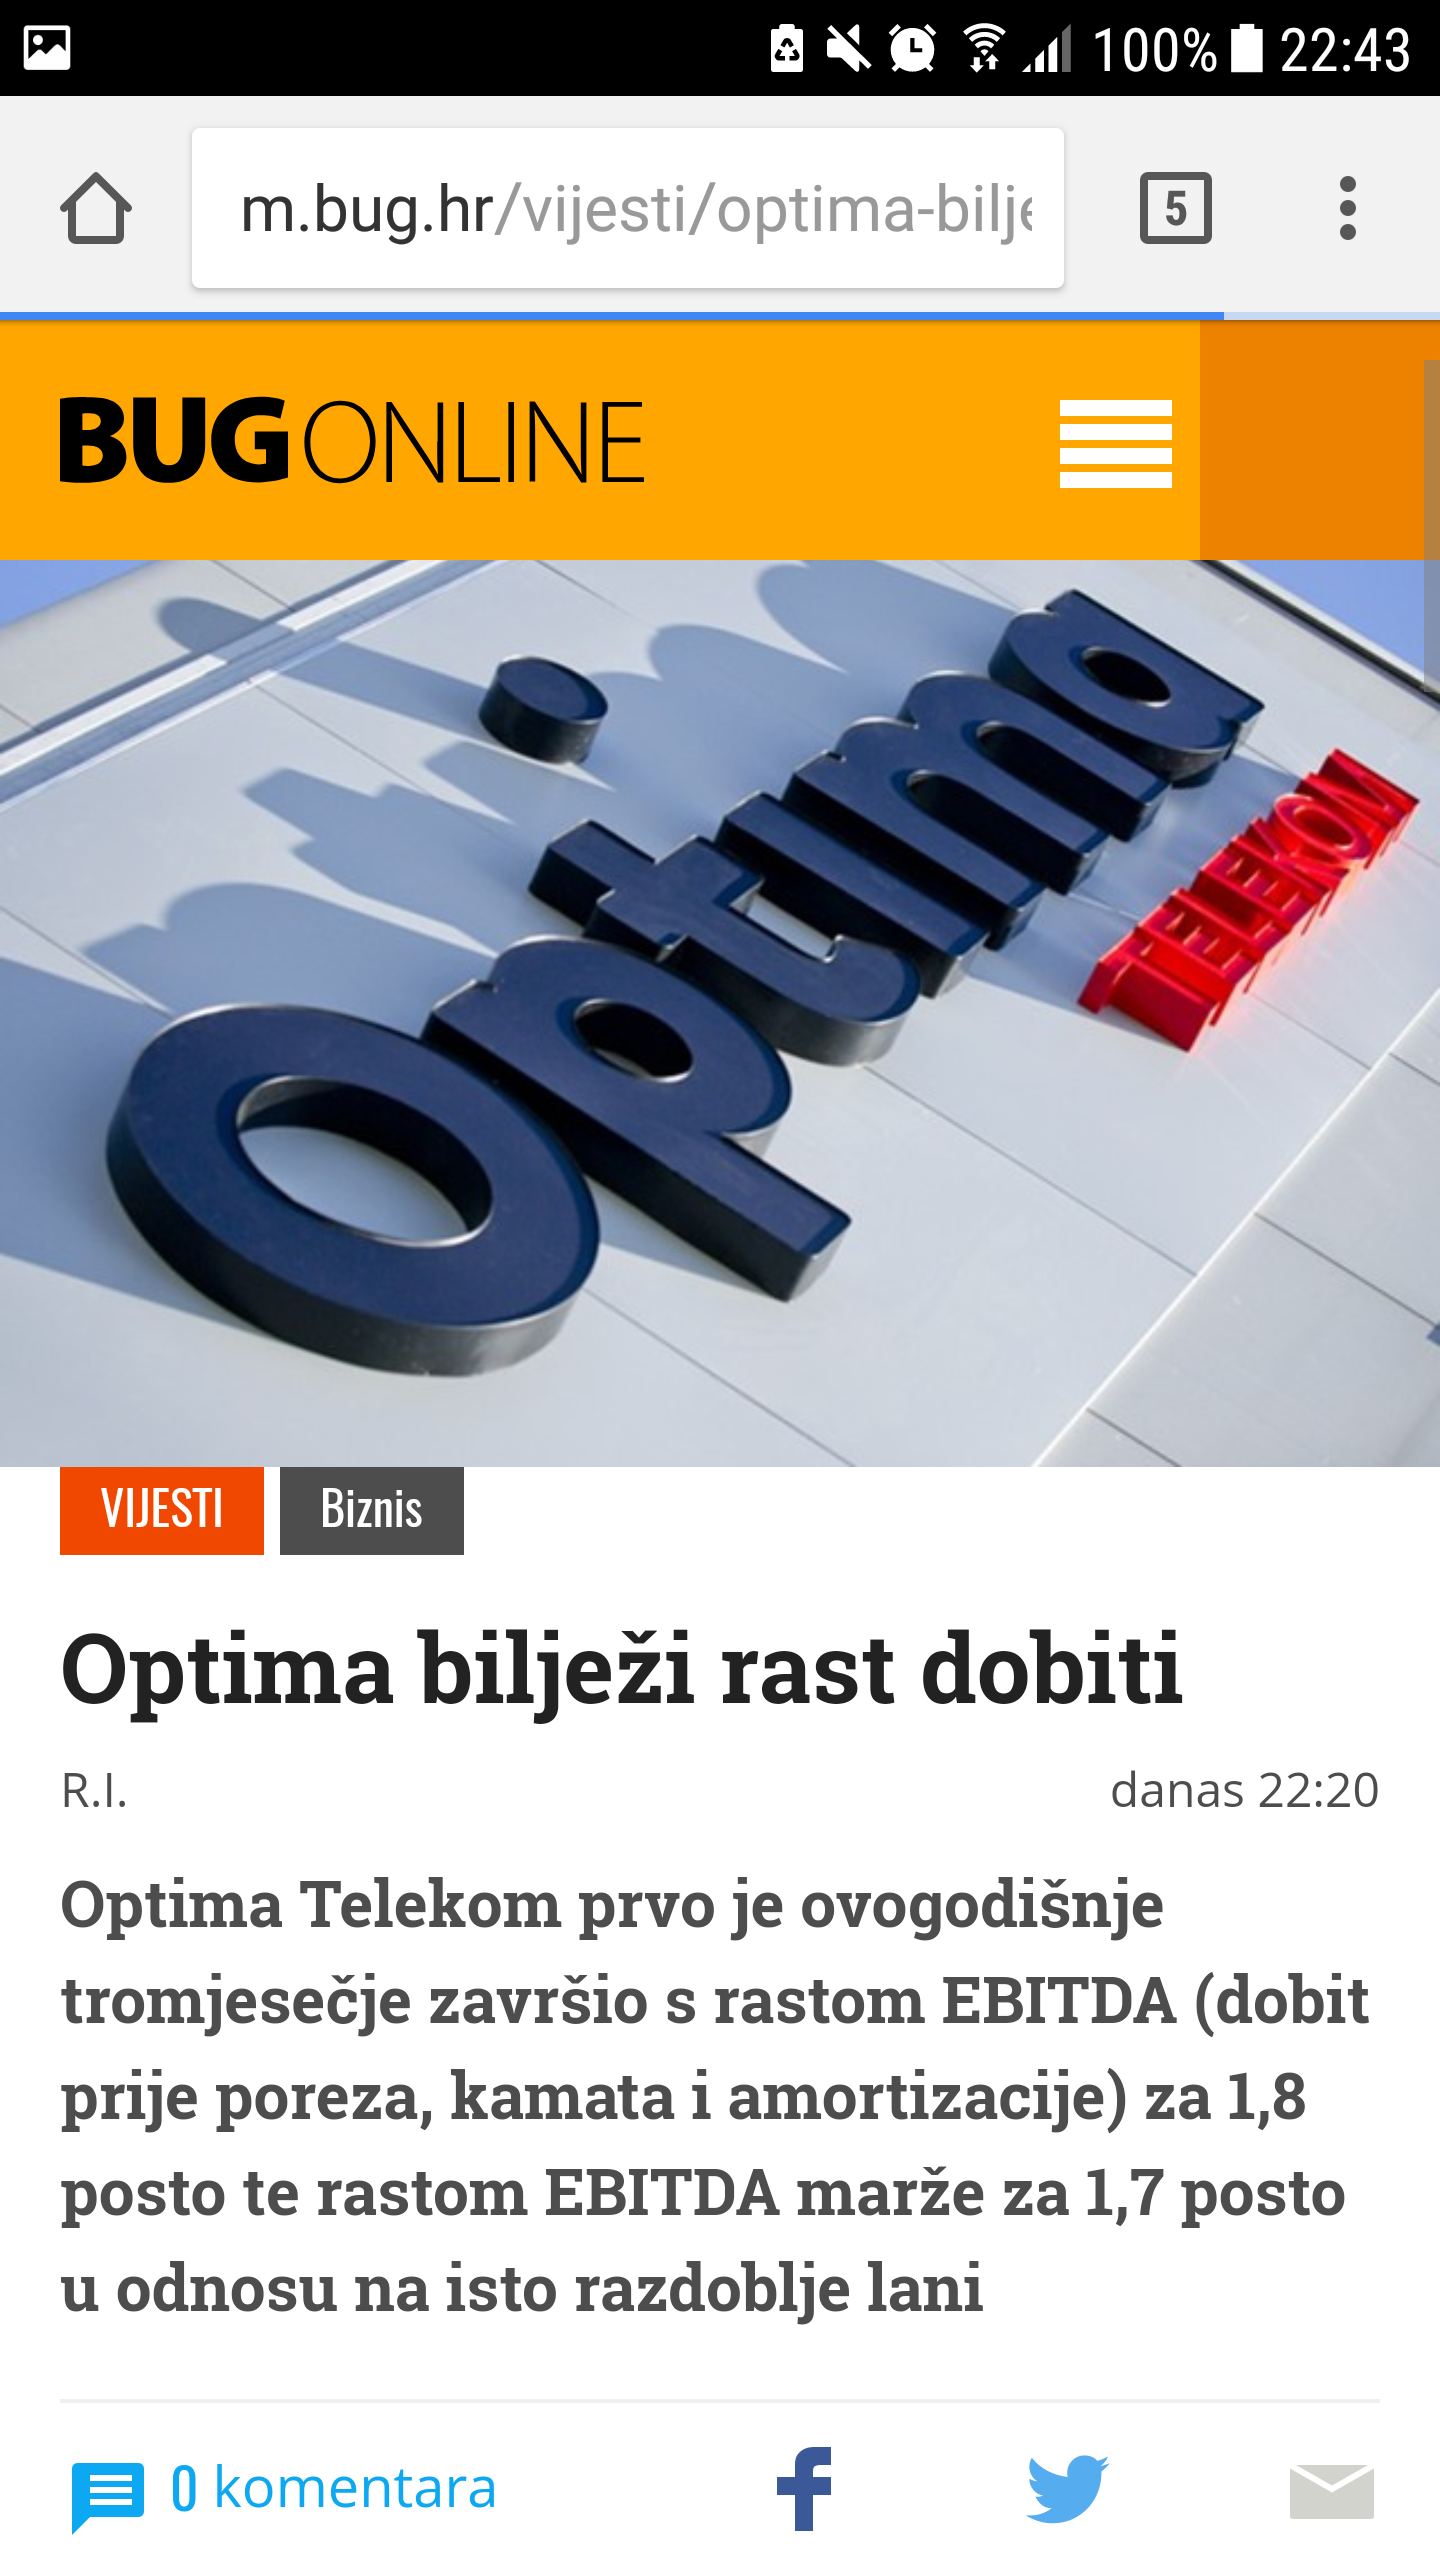 100% 22:43
m.bug.hr/vijesti/optima-bilje
5
BUG ONLINE
Optima
TELEKOM
VIJESTI Biznis
Optima bilježi rast dobiti
R.I. danas 22:20
Optima Telekom prvo je ovogodišnje
tromjesečje završio s rastom EBITDA (dobit
prije poreza, kamata i amortizacije) za 1,8
posto te rastom EBITDA marže za 1,7 posto
u odnosu na isto razdoblje lani
0 komentara